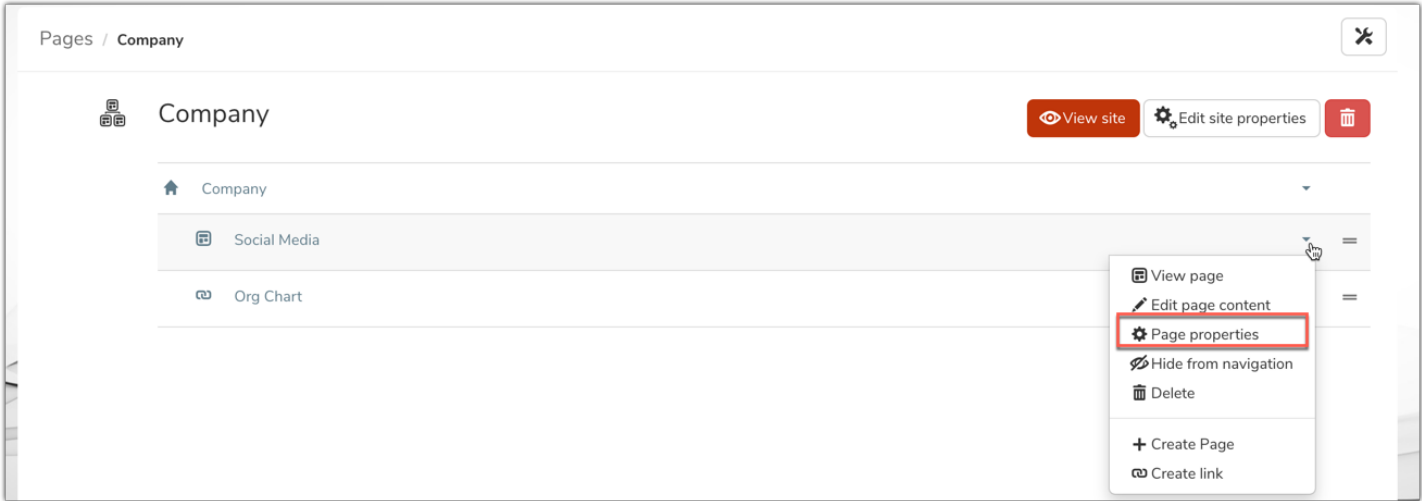 Pages / Company
Company
View site
Edit site properties
Company
Social Media
Org Chart
View page
Edit page content
Page properties
Hide from navigation
Delete
Create Page
Create link